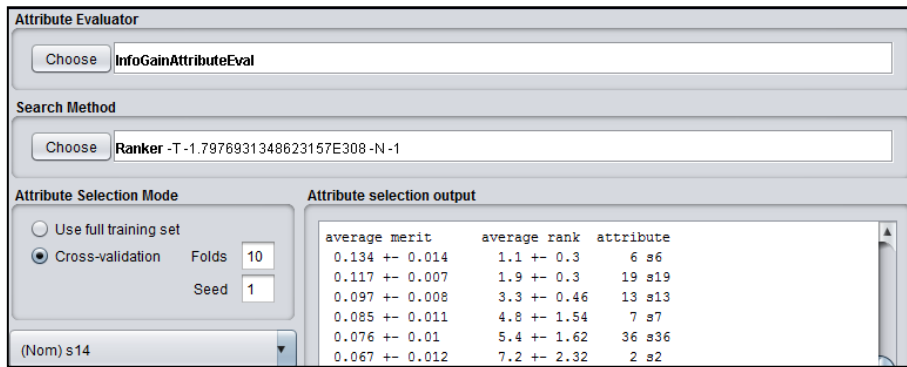 Attribute Evaluator
Choose InfoGainAttributeEval
Search Method
Choose Ranker -T -1.7976931348623157E308 -N -1
Attribute Selection Mode
Use full training set
Cross-validation Folds 10
Seed 1
(Nom) s14
Attribute selection output
average merit average rank attribute
0.134 +- 0.014 1.1 +- 0.3 6 s6
0.117 +- 0.007 1.9 +- 0.3 19 s19
0.097 +- 0.008 3.3 +- 0.46 13 s13
0.085 +- 0.011 4.8 +- 1.54 7 s7
0.076 +- 0.01 5.4 +- 1.62 36 s36
0.067 +- 0.012 7.2 +- 2.32 2 s2